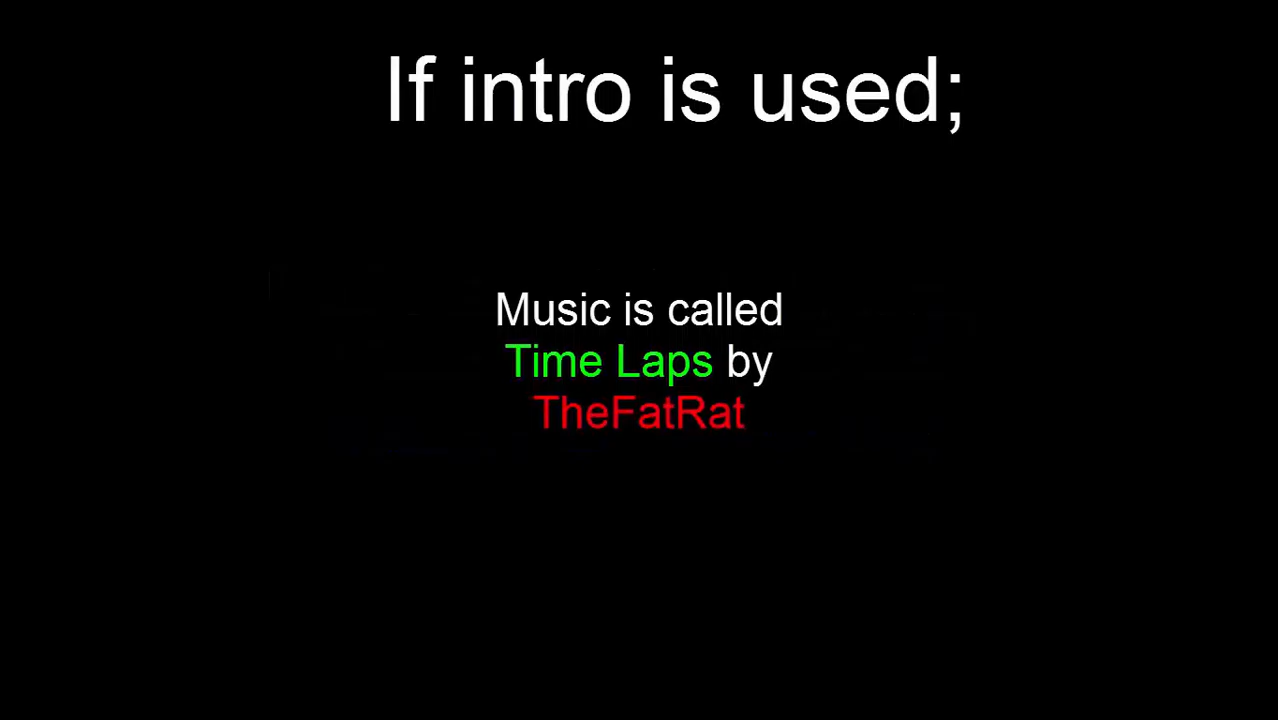 If intro is used;
Music is called
Time Laps by
TheFatRat